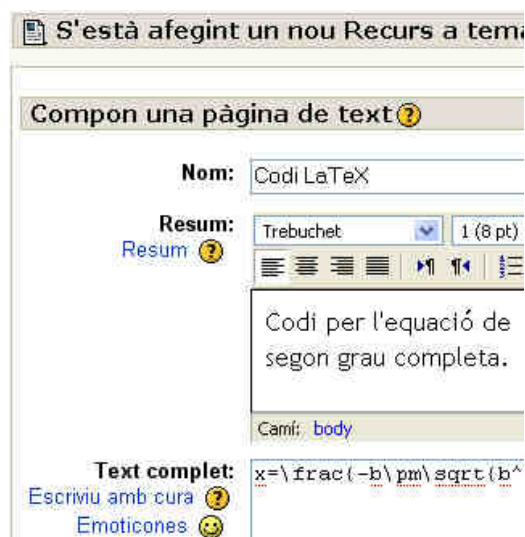 S'està afegint un nou Recurs a tema
Compon una pàgina de text
Nom: Codi LaTeX
Resum: Trebuchet 1 (8 pt)
Resum
Codi per l'equació de
segon grau completa.
Camí: body
Text complet: x=\frac{-b\pm\sqrt{b^
Escriviu amb cura
Emoticones